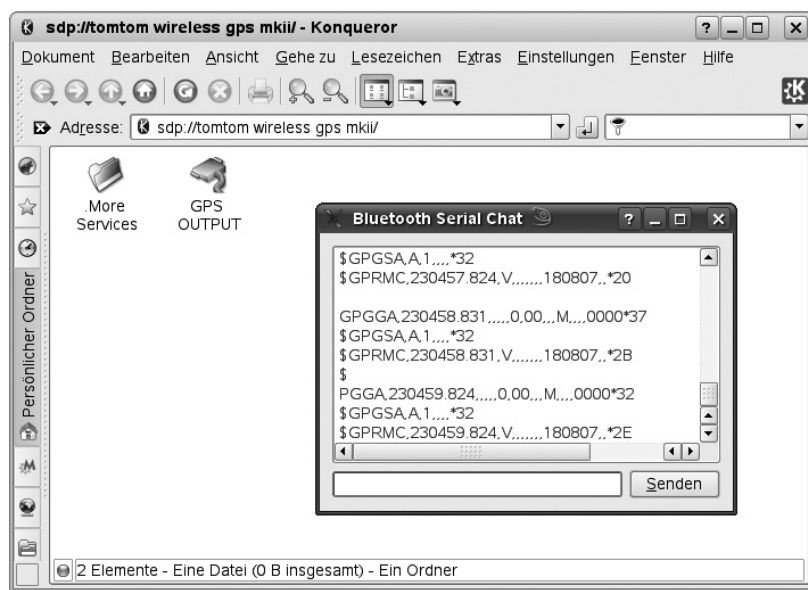 sdp://tomtom wireless gps mkii/ - Konqueror
Dokument Bearbeiten Ansicht Gehe zu Lesezeichen Extras Einstellungen Fenster Hilfe
Adresse: sdp://tomtom wireless gps mkii/
.More Services
GPS OUTPUT
Persönlicher Ordner
Bluetooth Serial Chat
$GPGSA,A,1,,,,*32
$GPRMC,230457.824,V,,,,,,,180807,,*20
GPGGA,230458.831,,,,,0,00,,,M,,,,0000*37
$GPGSA,A,1,,,,*32
$GPRMC,230458.831,V,,,,,,,180807,,*2B
$
PGGA,230459.824,,,,,0,00,,,M,,,,0000*32
$GPGSA,A,1,,,,*32
$GPRMC,230459.824,V,,,,,,,180807,,*2E
Senden
2 Elemente - Eine Datei (0 B insgesamt) - Ein Ordner